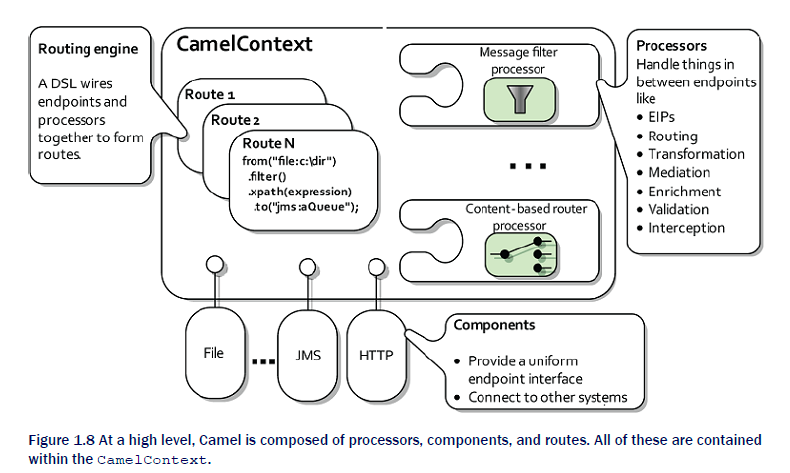 Routing engine
A DSL wires
endpoints and
processors
together to form
routes.
CamelContext
Route 1
Route 2
Route N
from("file:c:\dir")
.filter()
.xpath(expression)
.to("jms:aQueue");
Message filter
processor
...
Content-based router
processor
Processors
Handle things in
between endpoints
like
• EIPs
• Routing
• Transformation
• Mediation
• Enrichment
• Validation
• Interception
File
...
JMS
HTTP
Components
• Provide a uniform
endpoint interface
• Connect to other systems
Figure 1.8 At a high level, Camel is composed of processors, components, and routes. All of these are contained
within the CamelContext.